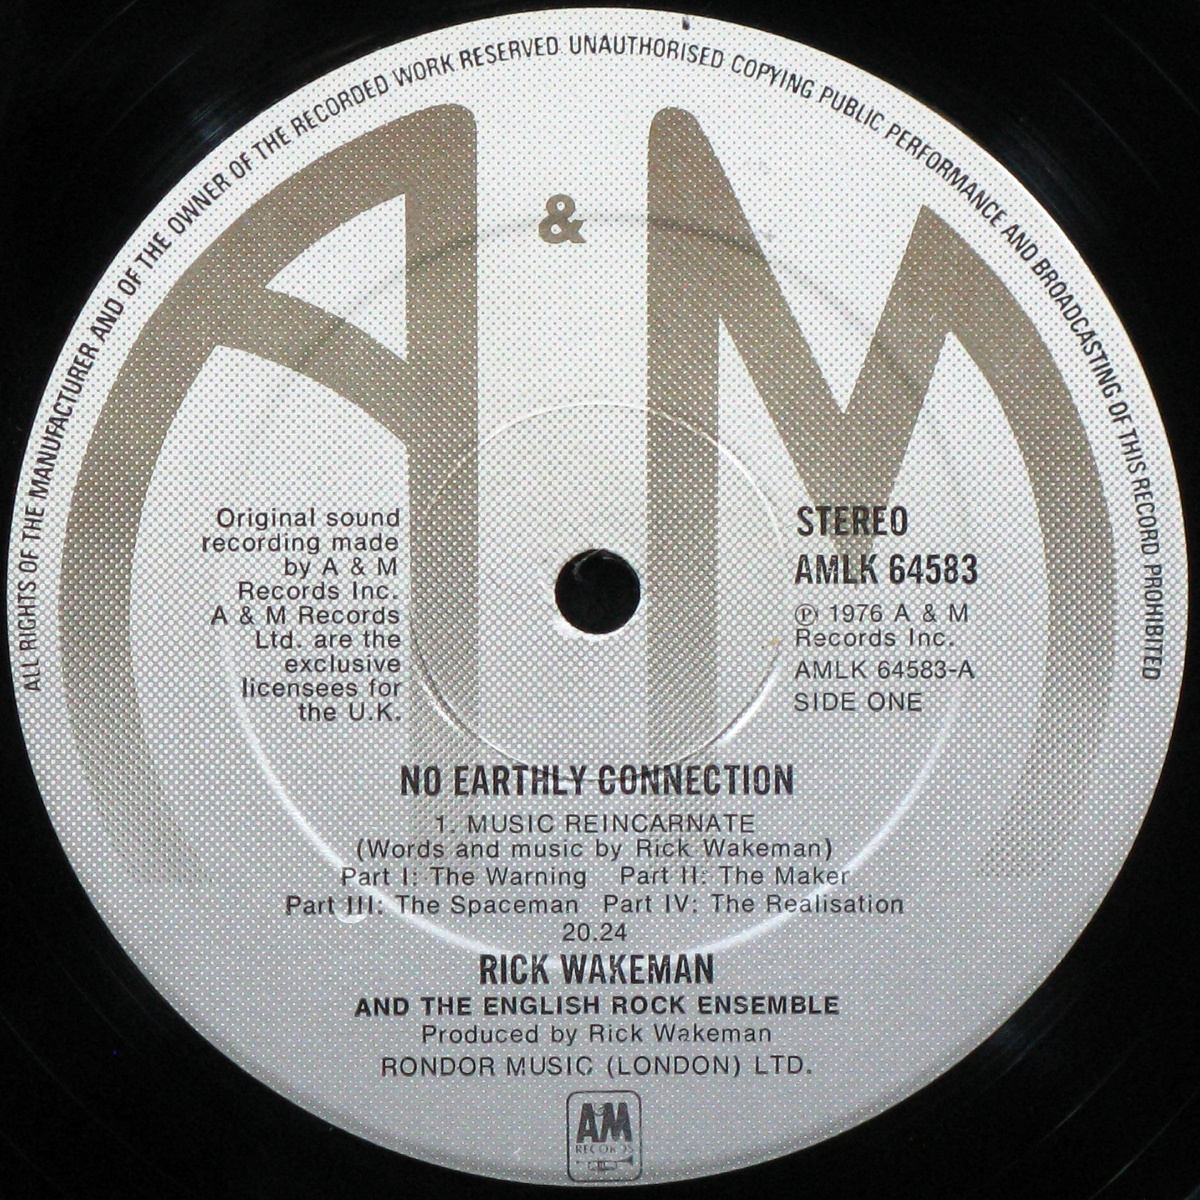 ALL RIGHTS OF THE MANUFACTURER AND OF THE OWNER OF THE RECORDED WORK RESERVED UNAUTHORISED COPYING PUBLIC PERFORMANCE AND BROADCASTING OF THIS RECORD PROHIBITED
A & M
Original sound
recording made
by A & M
Records Inc.
A & M Records
Ltd. are the
exclusive
licensees for
the U.K.
STEREO
AMLK 64583
℗ 1976 A & M
Records Inc.
AMLK 64583-A
SIDE ONE
NO EARTHLY CONNECTION
1. MUSIC REINCARNATE
(Words and music by Rick Wakeman)
Part I: The Warning Part II: The Maker
Part III: The Spaceman Part IV: The Realisation
20.24
RICK WAKEMAN
AND THE ENGLISH ROCK ENSEMBLE
Produced by Rick Wakeman
RONDOR MUSIC (LONDON) LTD.
AM
RECORDS